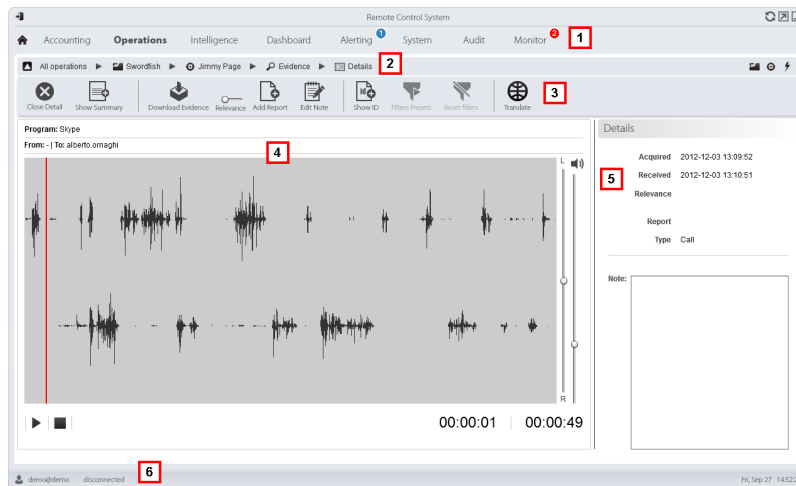 Remote Control System
Accounting Operations Intelligence Dashboard Alerting 1 System Audit Monitor 2 1
All operations Swordfish Jimmy Page Evidence Details 2
Close Detail Show Summary Download Evidence Relevance Add Report Edit Note Show ID Filters Presets Reset filters Translate 3
Program: Skype
From: - | To: alberto.ornaghi
4
L
R
00:00:01 00:00:49
Details
5
Acquired 2012-12-03 13:09:52
Received 2012-12-03 13:10:51
Relevance
Report
Type Call
Note:
demo@demo disconnected 6
Fri, Sep 27